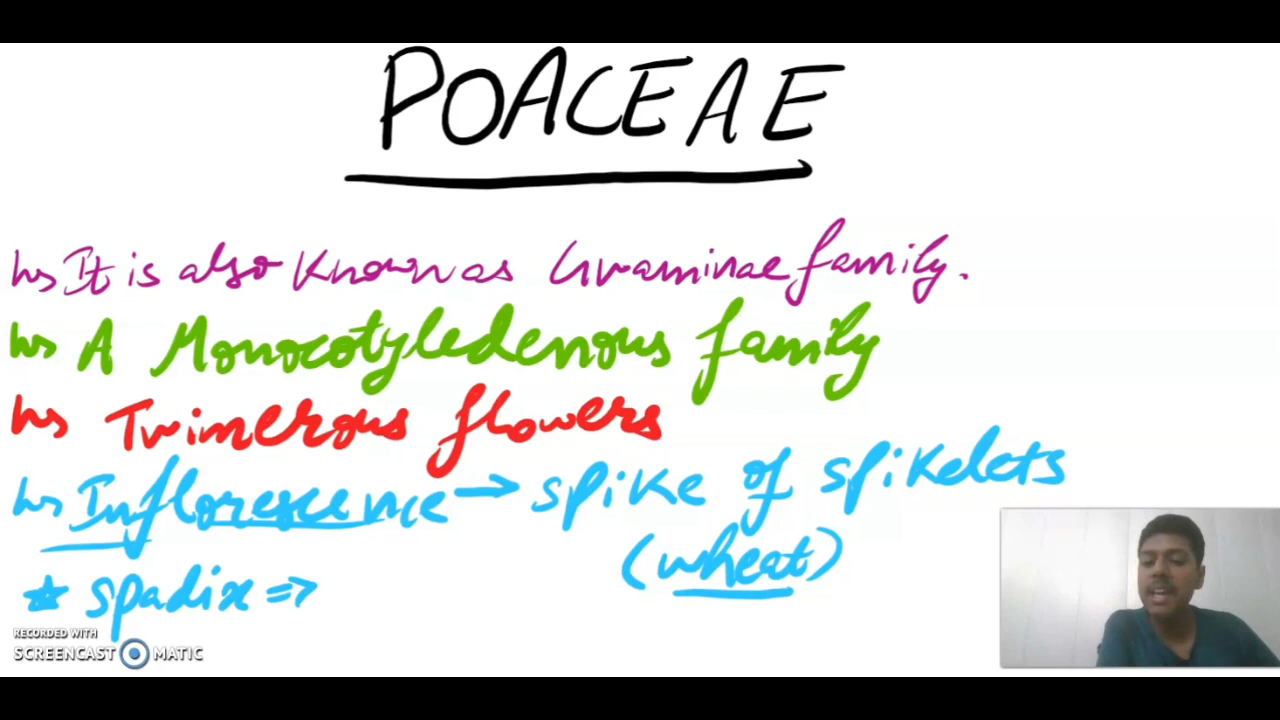 POACEAE
↳ It is also known as Graminae family.
↳ A Monocotyledenous family
↳ Trimerous flowers
↳ Inflorescence → spike of spikelets
(wheat)
* spadix ⇒
RECORDED WITH
SCREENCAST MATIC